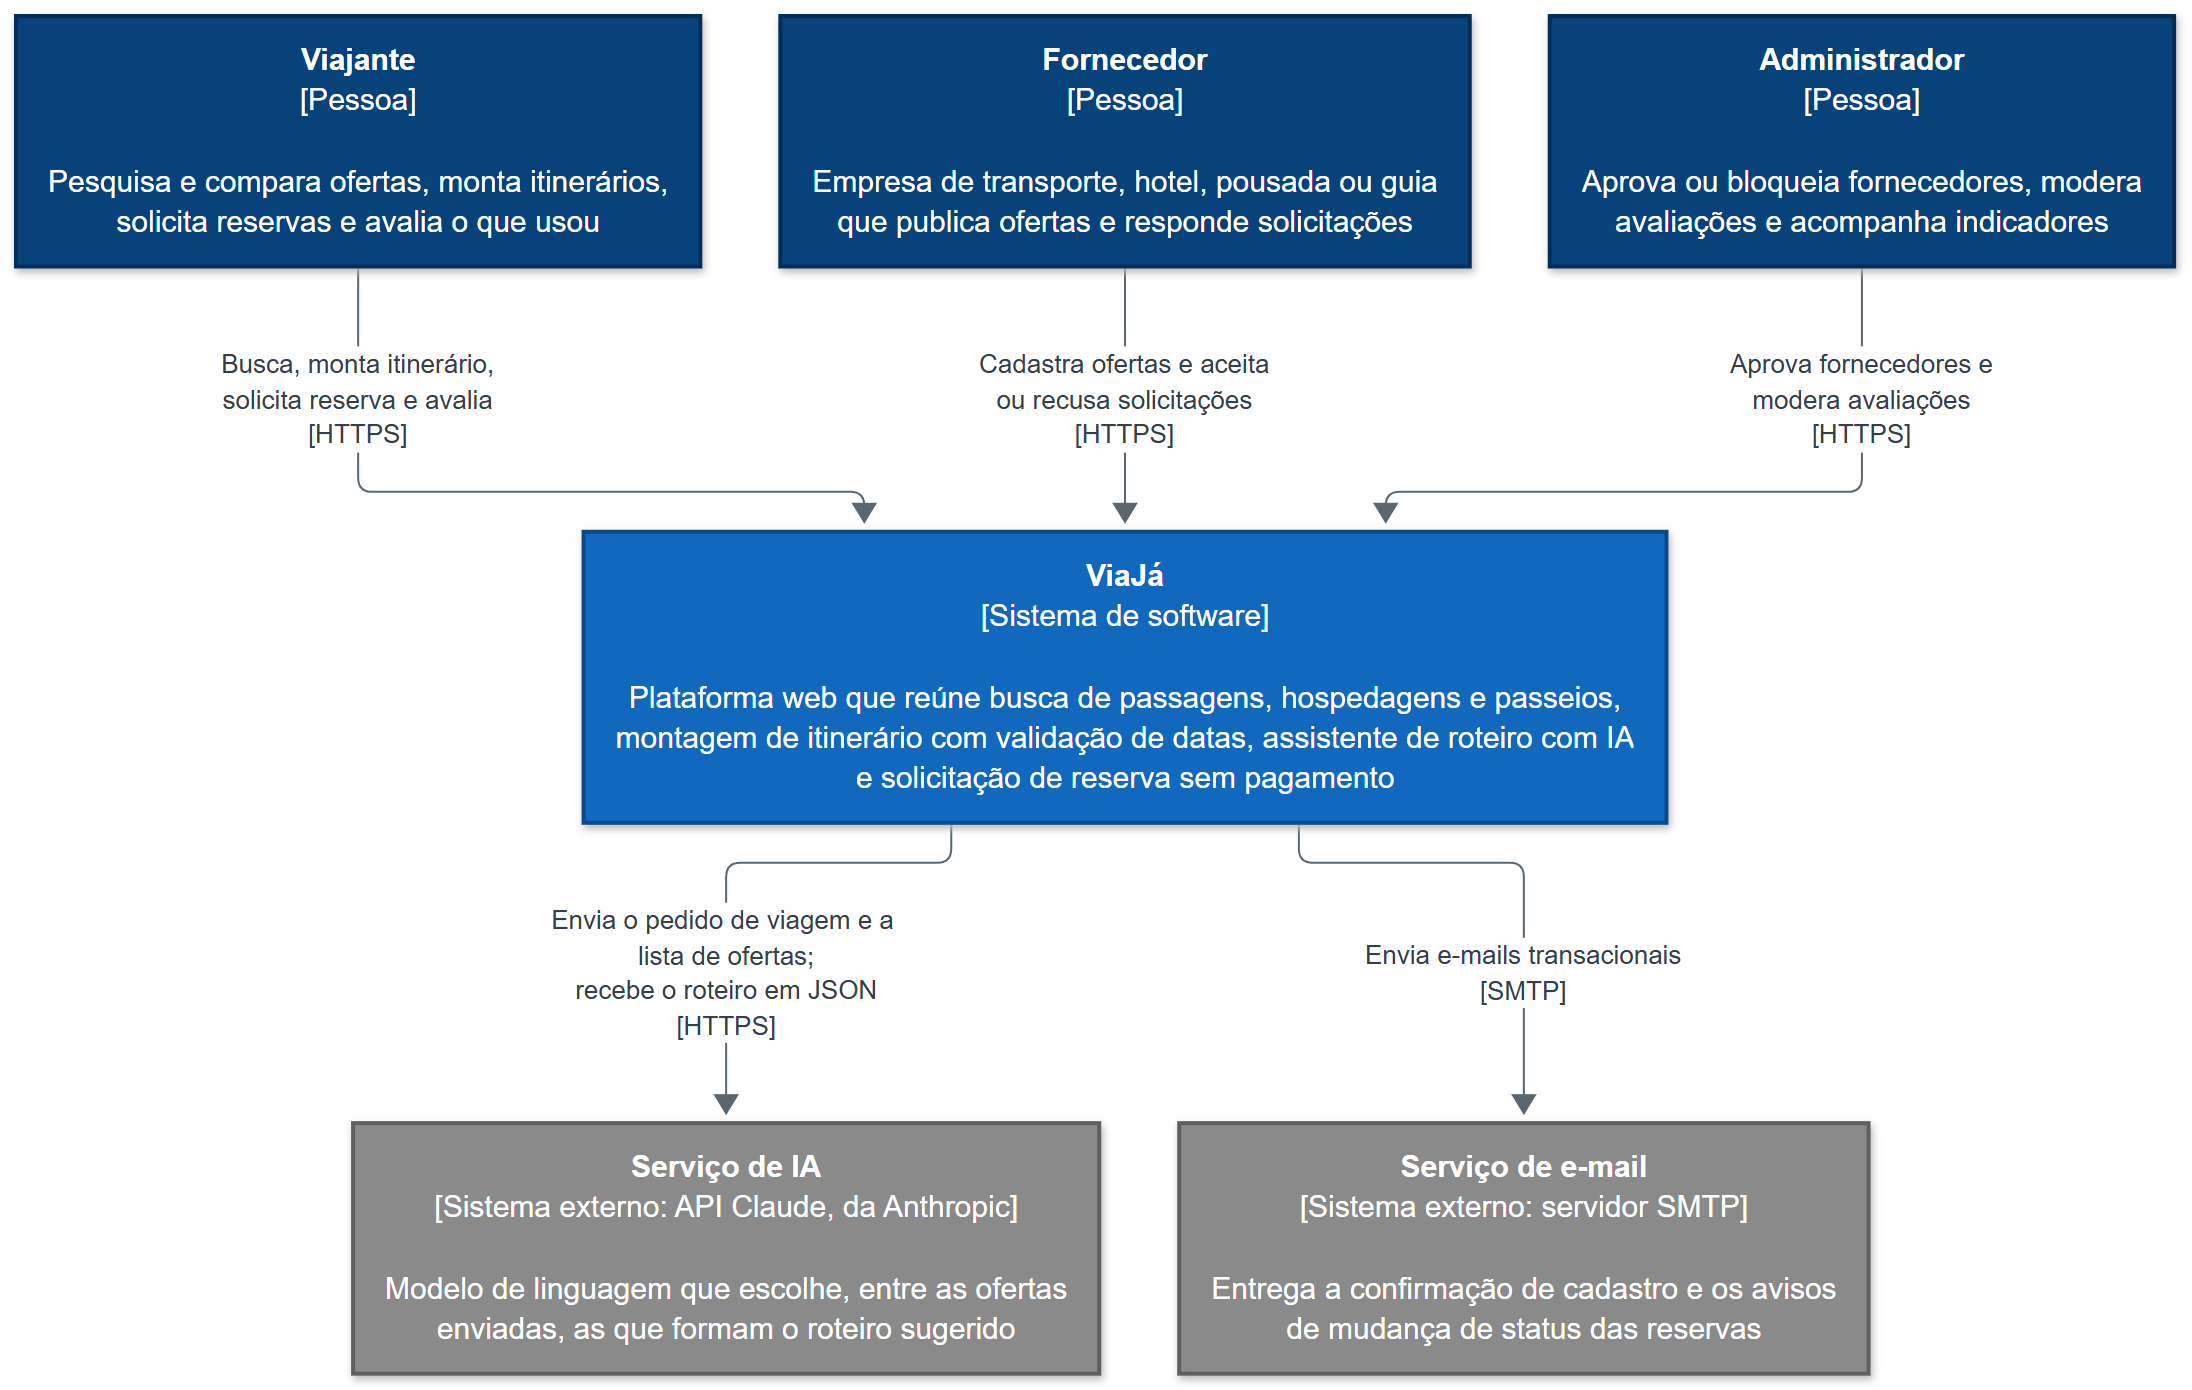 Viajante
[Pessoa]
Pesquisa e compara ofertas, monta itinerários,
solicita reservas e avalia o que usou
Fornecedor
[Pessoa]
Empresa de transporte, hotel, pousada ou guia
que publica ofertas e responde solicitações
Administrador
[Pessoa]
Aprova ou bloqueia fornecedores, modera
avaliações e acompanha indicadores
Busca, monta itinerário,
solicita reserva e avalia
[HTTPS]
Cadastra ofertas e aceita
ou recusa solicitações
[HTTPS]
Aprova fornecedores e
modera avaliações
[HTTPS]
ViaJá
[Sistema de software]
Plataforma web que reúne busca de passagens, hospedagens e passeios,
montagem de itinerário com validação de datas, assistente de roteiro com IA
e solicitação de reserva sem pagamento
Envia o pedido de viagem e a
lista de ofertas;
recebe o roteiro em JSON
[HTTPS]
Envia e-mails transacionais
[SMTP]
Serviço de IA
[Sistema externo: API Claude, da Anthropic]
Modelo de linguagem que escolhe, entre as ofertas
enviadas, as que formam o roteiro sugerido
Serviço de e-mail
[Sistema externo: servidor SMTP]
Entrega a confirmação de cadastro e os avisos
de mudança de status das reservas